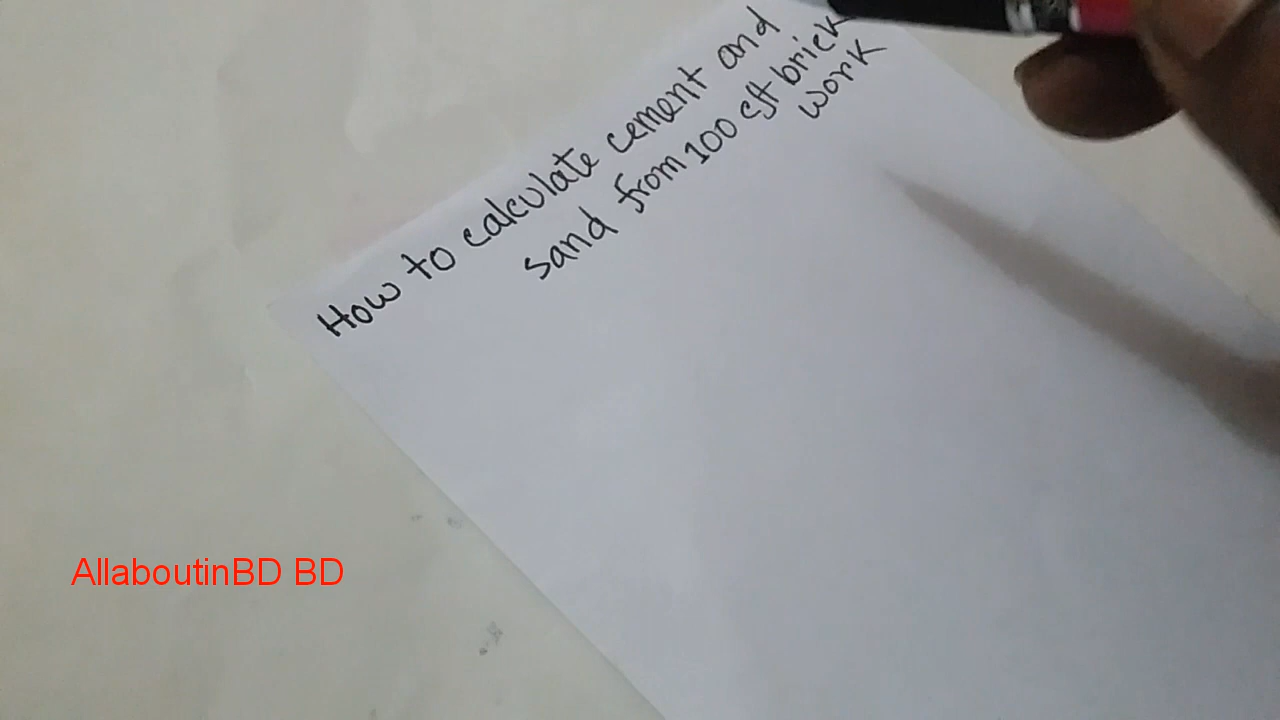 How to calculate cement and
sand from 100 cft brick
work
AllaboutinBD BD